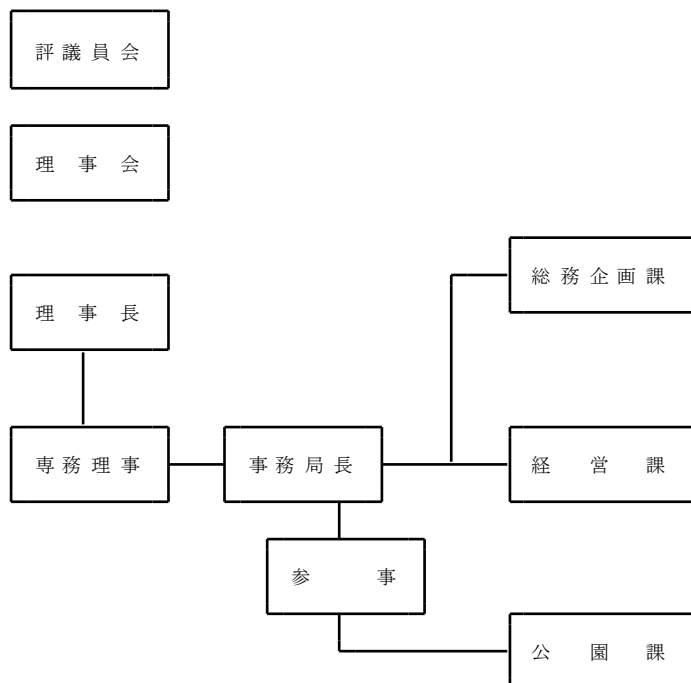 評議員会
理事会
総務企画課
理事長
専務理事
事務局長
経営課
参事
公園課